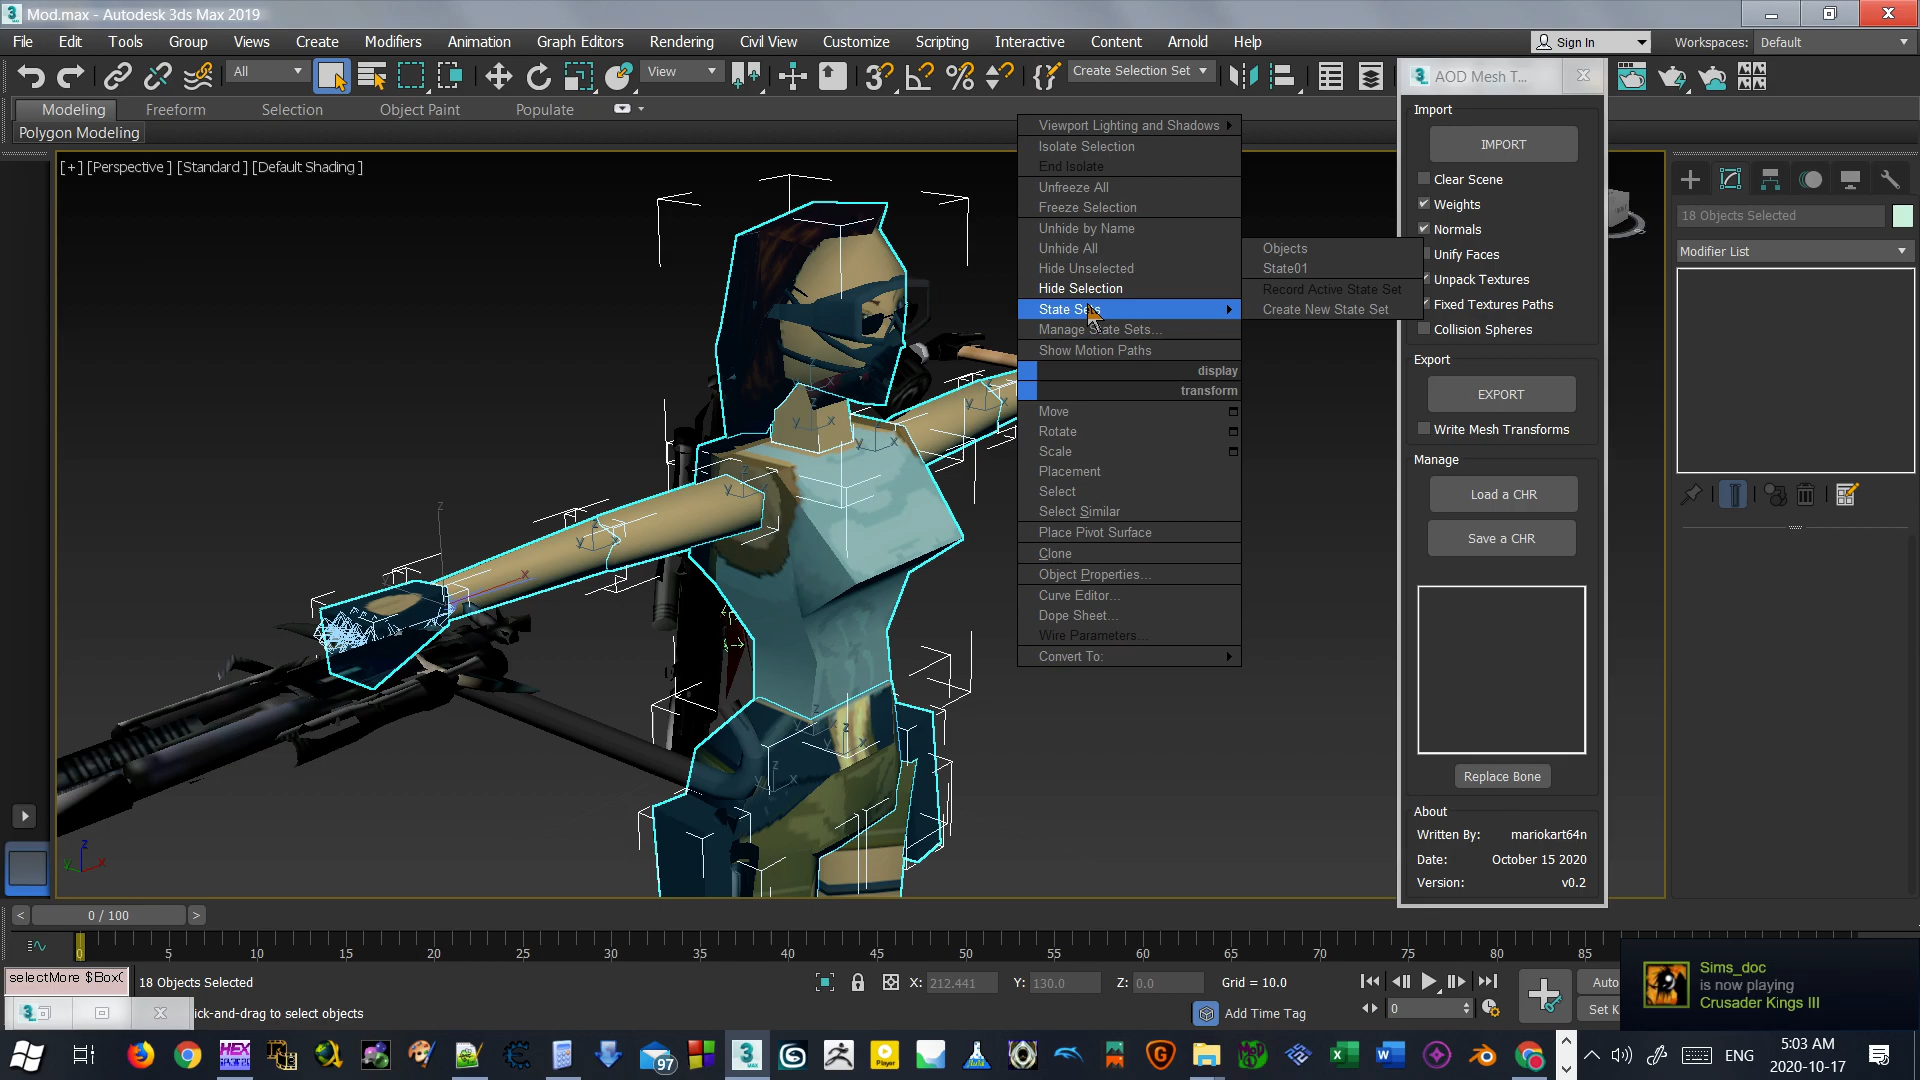 Mod.max - Autodesk 3ds Max 2019
File Edit Tools Group Views Create Modifiers Animation Graph Editors Rendering Civil View Customize Scripting Interactive Content Arnold Help
Sign In
Workspaces: Default
All
View
Create Selection Set
Modeling Freeform Selection Object Paint Populate
Polygon Modeling
[+] [Perspective ] [Standard ] [Default Shading ]
Viewport Lighting and Shadows
Isolate Selection
End Isolate
Unfreeze All
Freeze Selection
Unhide by Name
Unhide All
Hide Unselected
Hide Selection
State Sets
Manage State Sets...
Show Motion Paths
display
transform
Move
Rotate
Scale
Placement
Select
Select Similar
Place Pivot Surface
Clone
Object Properties...
Curve Editor...
Dope Sheet...
Wire Parameters...
Convert To:
Objects
State01
Record Active State Set
Create New State Set
AOD Mesh T...
Import
IMPORT
Clear Scene
Weights
Normals
Unify Faces
Unpack Textures
Fixed Textures Paths
Collision Spheres
Export
EXPORT
Write Mesh Transforms
Manage
Load a CHR
Save a CHR
Replace Bone
About
Written By: mariokart64n
Date: October 15 2020
Version: v0.2
18 Objects Selected
Modifier List
0 / 100
0 5 10 15 20 25 30 35 40 45 50 55 60 65 70 75 80 85
selectMore $Box
18 Objects Selected
X: 212.441 Y: 130.0 Z: 0.0 Grid = 10.0
Auto
ick-and-drag to select objects
Add Time Tag
0
Set K
Sims_doc
is now playing
Crusader Kings III
97
ENG
5:03 AM
2020-10-17